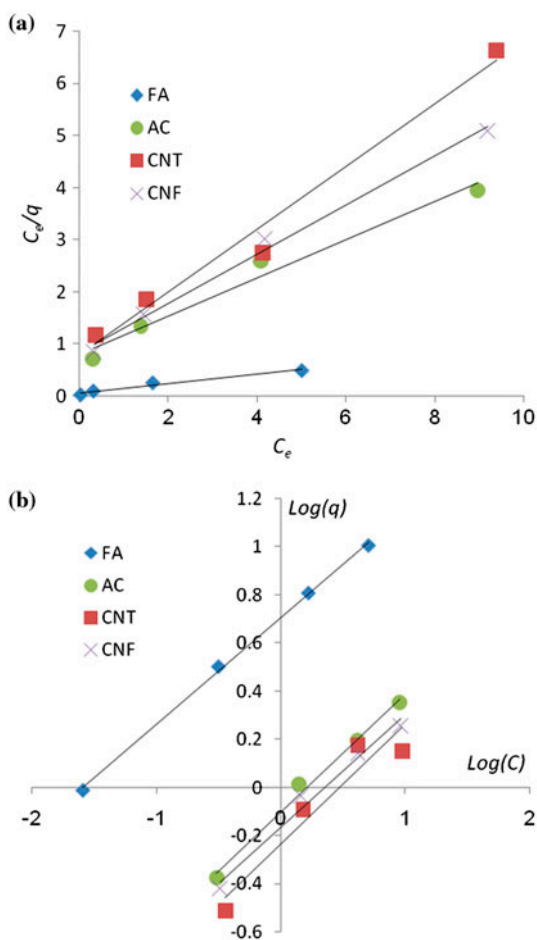 (a)
7
6
5
4
3
2
1
0
FA
AC
CNT
CNF
Ce/q
0 2 4 6 8 10
Ce
(b)
Log(q)
1.2
1
0.8
0.6
0.4
0.2
0
-0.2
-0.4
-0.6
FA
AC
CNT
CNF
Log(C)
-2 -1 0 1 2